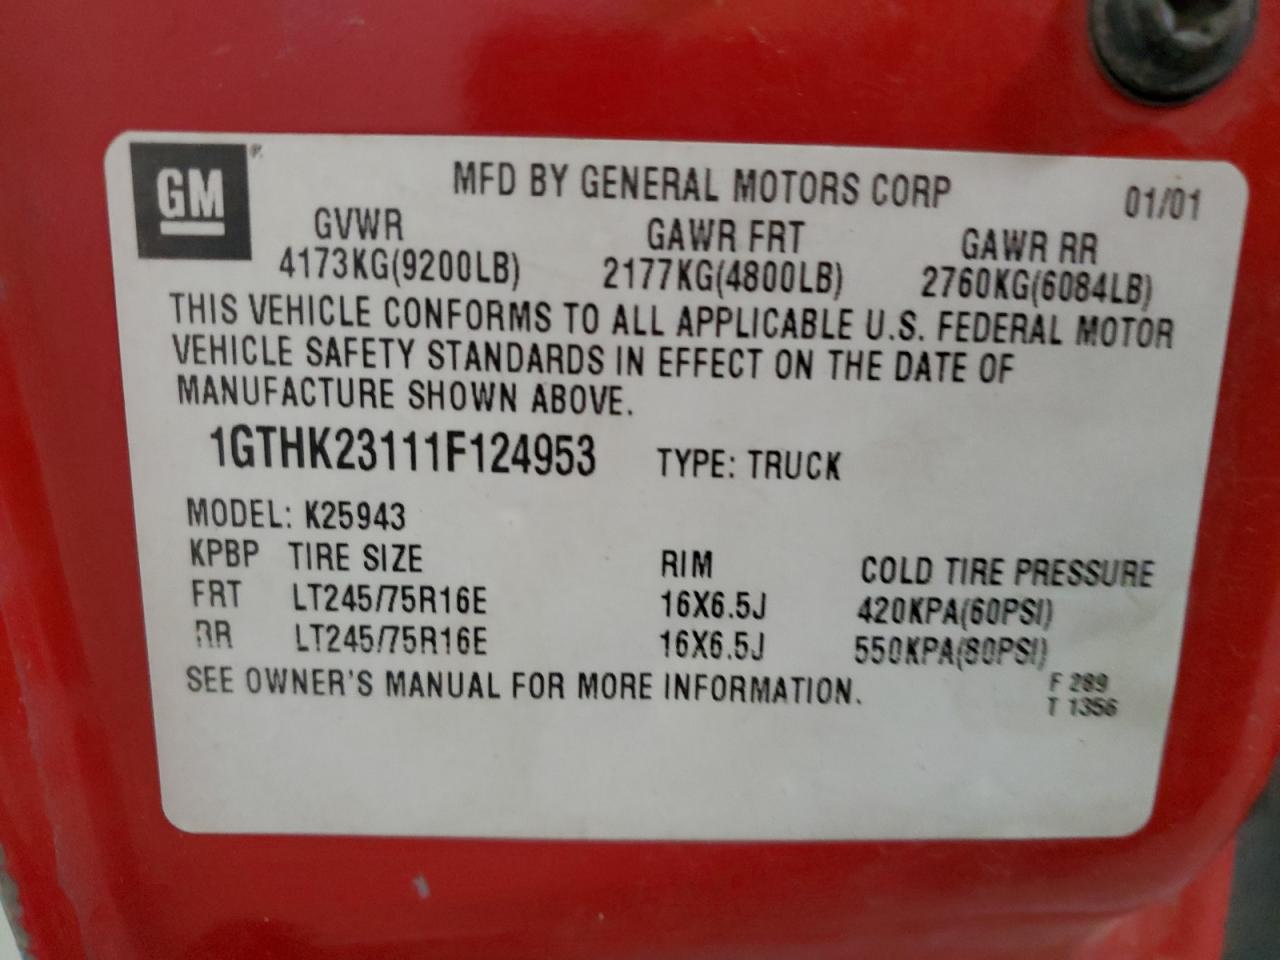 GM
MFD BY GENERAL MOTORS CORP 01/01
GVWR GAWR FRT GAWR RR
4173KG(9200LB) 2177KG(4800LB) 2760KG(6084LB)
THIS VEHICLE CONFORMS TO ALL APPLICABLE U.S. FEDERAL MOTOR
VEHICLE SAFETY STANDARDS IN EFFECT ON THE DATE OF
MANUFACTURE SHOWN ABOVE.
1GTHK23111F124953 TYPE: TRUCK
MODEL: K25943
KPBP TIRE SIZE RIM COLD TIRE PRESSURE
FRT LT245/75R16E 16X6.5J 420KPA(60PSI)
RR LT245/75R16E 16X6.5J 550KPA(80PSI)
SEE OWNER'S MANUAL FOR MORE INFORMATION.
F 289
T 1356